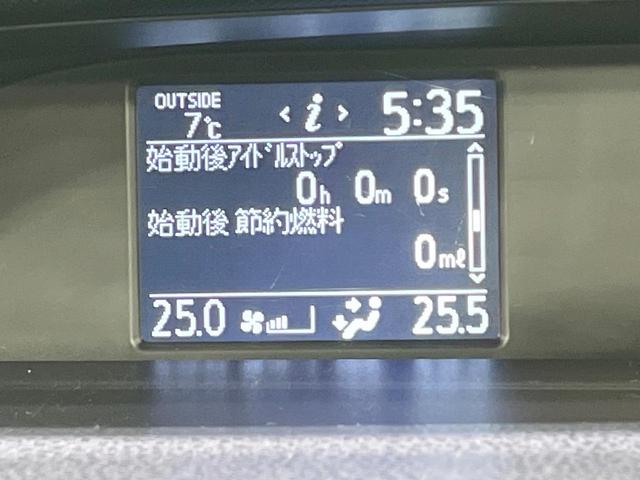 OUTSIDE
7℃
< i > 5:35
始動後アイドルストップ
0h 0m 0s
始動後 節約燃料
0mℓ
25.0 25.5